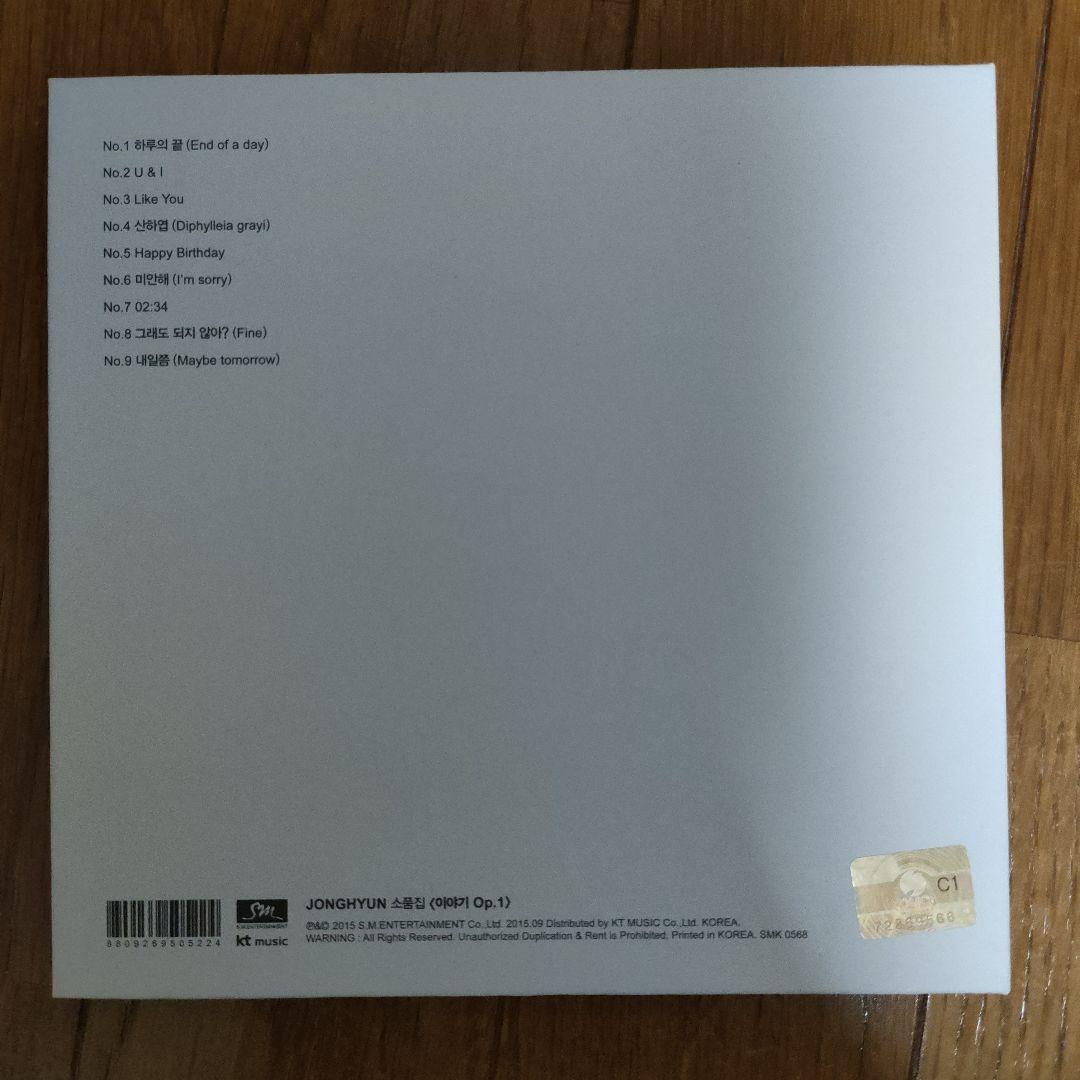 No.1 하루의 끝 (End of a day)
No.2 U & I
No.3 Like You
No.4 산하엽 (Diphylleia grayi)
No.5 Happy Birthday
No.6 미안해 (I'm sorry)
No.7 02:34
No.8 그래도 되지 않아? (Fine)
No.9 내일쯤 (Maybe tomorrow)
C1
SM
S.M.ENTERTAINMENT
JONGHYUN 소품집 <이야기 Op.1>
8809269505224
kt music
℗&© 2015 S.M.ENTERTAINMENT Co.,Ltd. 2015.09 Distributed by KT MUSIC Co.,Ltd. KOREA.
WARNING : All Rights Reserved. Unauthorized Duplication & Rent is Prohibited, Printed in KOREA. SMK 0568